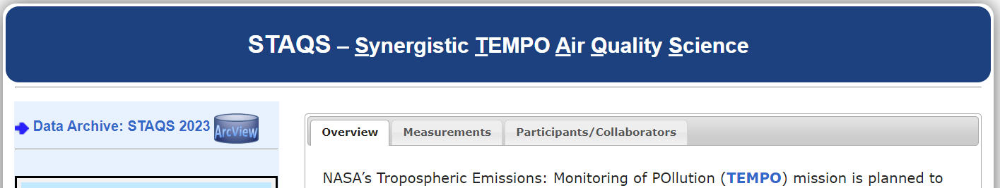 STAQS – Synergistic TEMPO Air Quality Science
Data Archive: STAQS 2023 ArcView
Overview Measurements Participants/Collaborators
NASA’s Tropospheric Emissions: Monitoring of POllution (TEMPO) mission is planned to